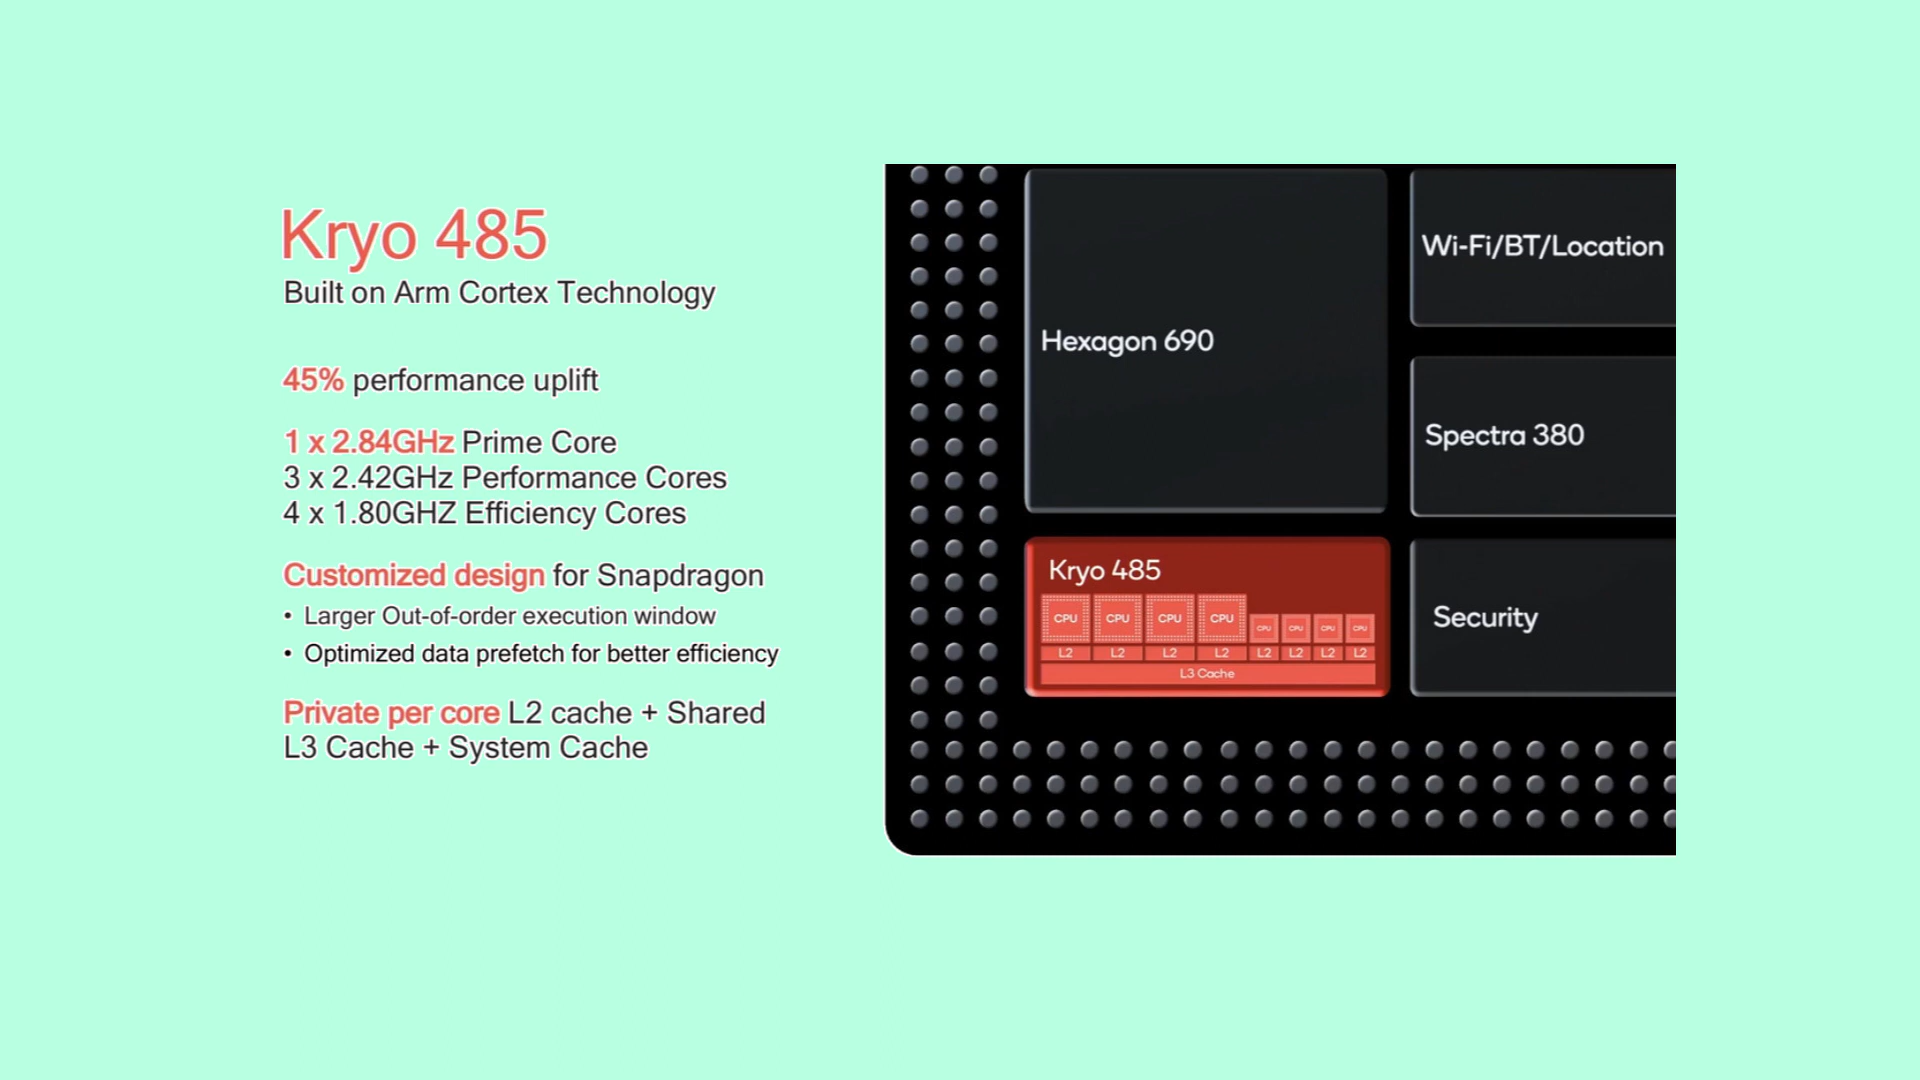 Kryo 485
Built on Arm Cortex Technology
45% performance uplift
1 x 2.84GHz Prime Core
3 x 2.42GHz Performance Cores
4 x 1.80GHZ Efficiency Cores
Customized design for Snapdragon
• Larger Out-of-order execution window
• Optimized data prefetch for better efficiency
Private per core L2 cache + Shared
L3 Cache + System Cache
Hexagon 690
Wi-Fi/BT/Location
Spectra 380
Kryo 485
CPU CPU CPU CPU CPU CPU CPU CPU
L2 L2 L2 L2 L2 L2 L2 L2
L3 Cache
Security